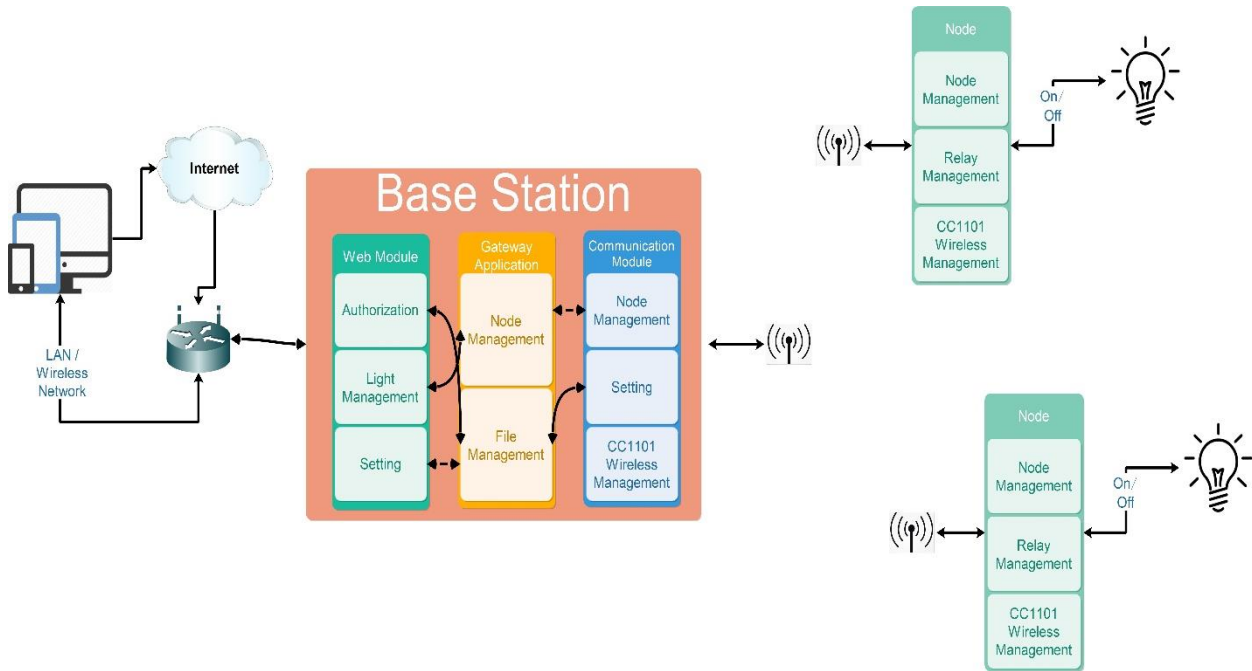 Internet
LAN /
Wireless
Network
Base Station
Web Module
Authorization
Light
Management
Setting
Gateway
Application
Node
Management
File
Management
Communication
Module
Node
Management
Setting
CC1101
Wireless
Management
Node
Node
Management
Relay
Management
CC1101
Wireless
Management
On/
Off
Node
Node
Management
Relay
Management
CC1101
Wireless
Management
On/
Off